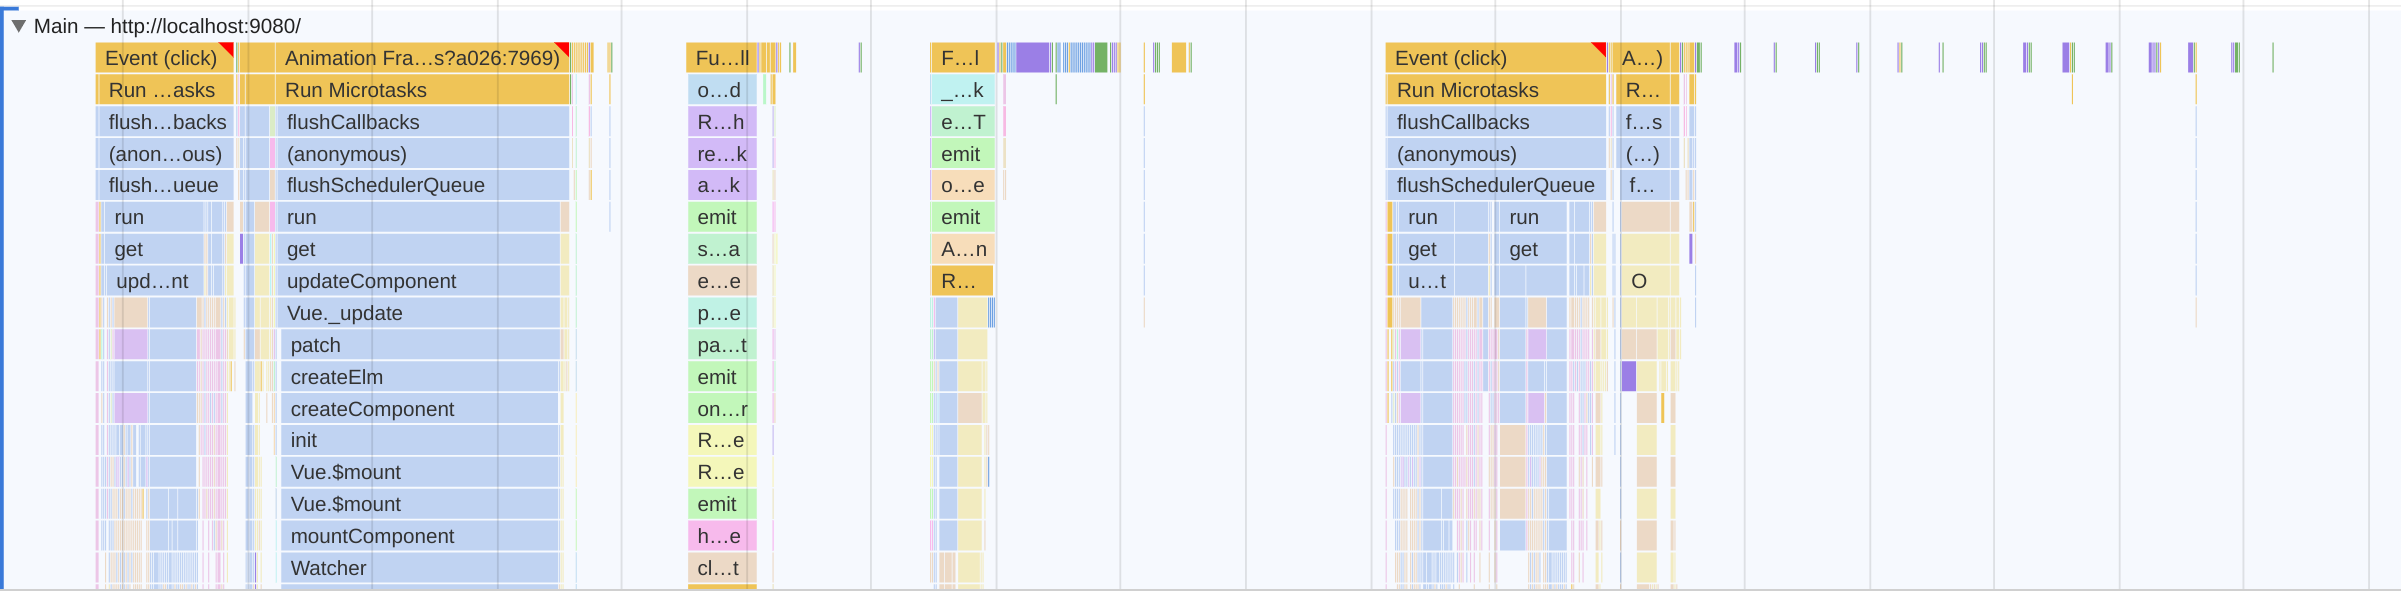 Main — http://localhost:9080/
Event (click) Animation Fra…s?a026:7969) Fu…ll F…l Event (click) A…)
Run …asks Run Microtasks o…d _…k Run Microtasks R…
flush…backs flushCallbacks R…h e…T flushCallbacks f…s
(anon…ous) (anonymous) re…k emit (anonymous) (…)
flush…ueue flushSchedulerQueue a…k o…e flushSchedulerQueue f…
run run emit emit run run
get get s…a A…n get get
upd…nt updateComponent e…e R… u…t O
Vue._update p…e
patch pa…t
createElm emit
createComponent on…r
init R…e
Vue.$mount R…e
Vue.$mount emit
mountComponent h…e
Watcher cl…t